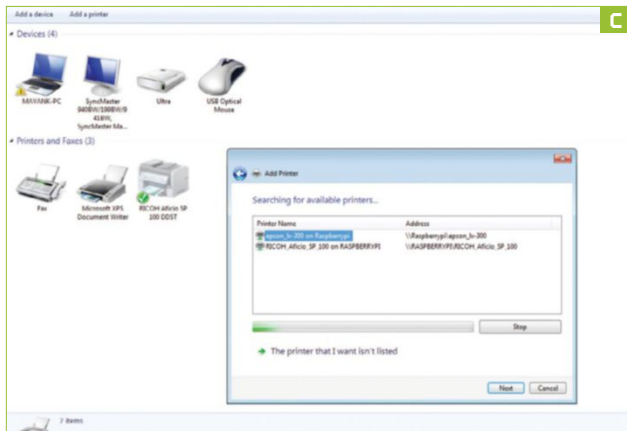 Add a device Add a printer
C
Devices (4)
MAYANK-PC
SyncMaster
940BW/
SyncMaster Ma...
Ultra
USB Optical
Mouse
Printers and Faxes (3)
Fax
Microsoft XPS
Document Writer
RICOH Aficio SP
100 DDST
Add Printer
Searching for available printers...
Printer Name Address
epson_lx-300 on Raspberrypi \\Raspberrypi\epson_lx-300
RICOH_Aficio_SP_100 on RASPBERRYPI \\RASPBERRYPI\RICOH_Aficio_SP_100
Stop
The printer that I want isn't listed
Next Cancel
7 items